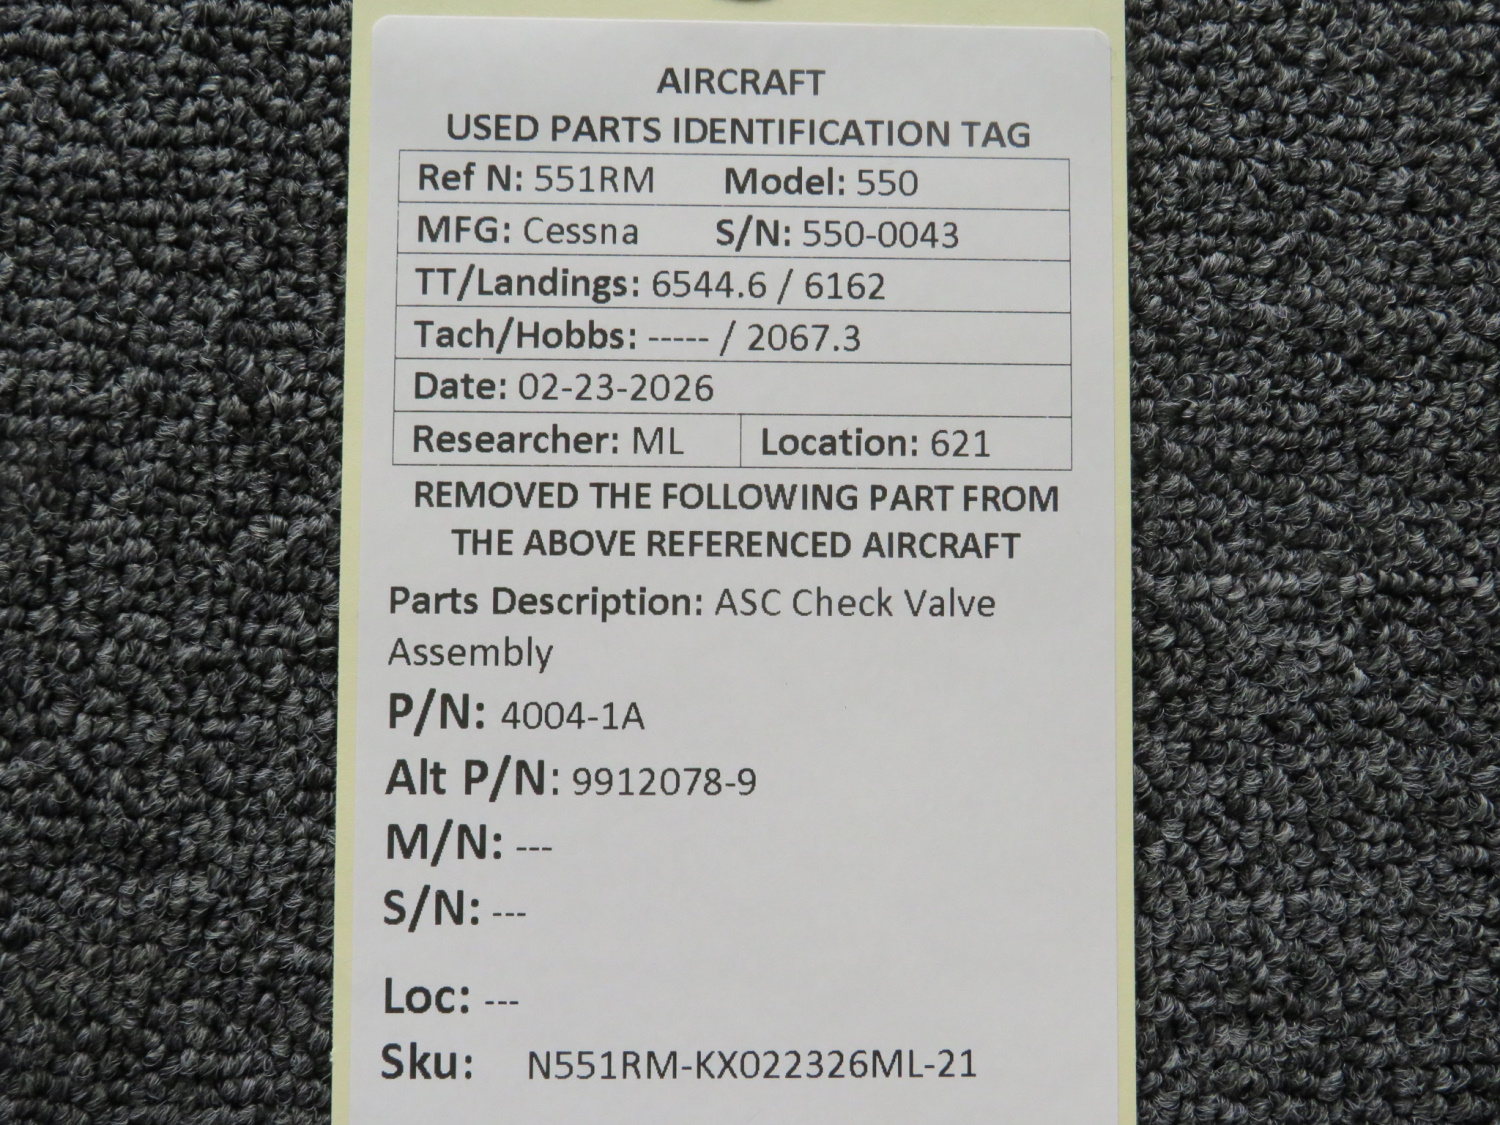 AIRCRAFT
USED PARTS IDENTIFICATION TAG
Ref N: 551RM Model: 550
MFG: Cessna S/N: 550-0043
TT/Landings: 6544.6 / 6162
Tach/Hobbs: ----- / 2067.3
Date: 02-23-2026
Researcher: ML Location: 621
REMOVED THE FOLLOWING PART FROM
THE ABOVE REFERENCED AIRCRAFT
Parts Description: ASC Check Valve
Assembly
P/N: 4004-1A
Alt P/N: 9912078-9
M/N: ---
S/N: ---
Loc: ---
Sku: N551RM-KX022326ML-21